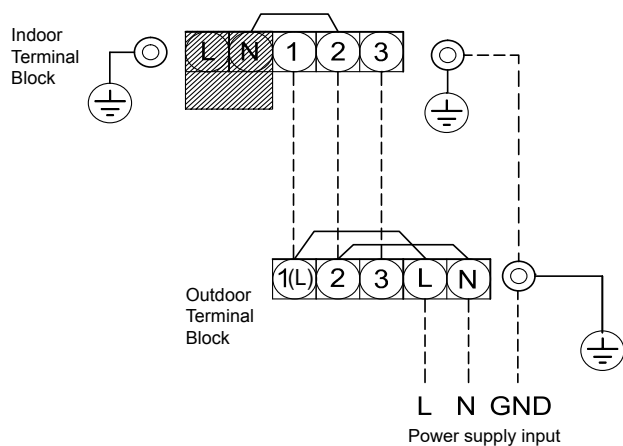 Indoor
Terminal
Block
L N 1 2 3
Outdoor
Terminal
Block
1(L) 2 3 L N
L N GND
Power supply input